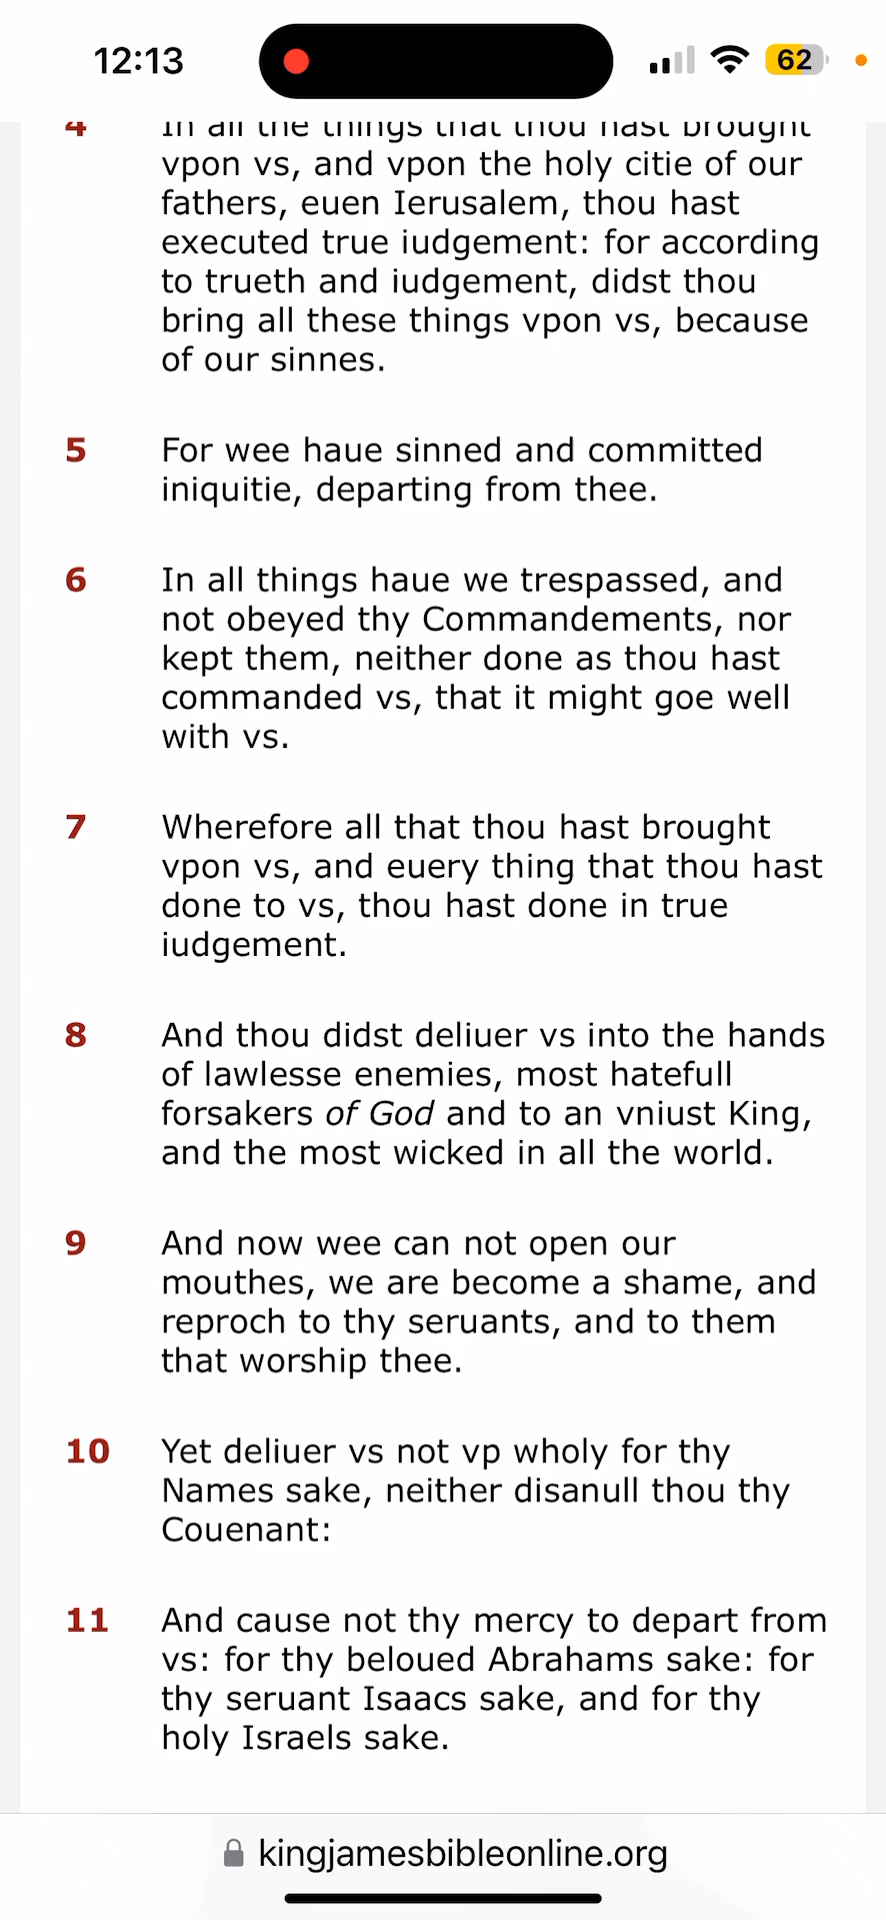 12:13
62
4 In all the things that thou hast brought
vpon vs, and vpon the holy citie of our
fathers, euen Ierusalem, thou hast
executed true iudgement: for according
to trueth and iudgement, didst thou
bring all these things vpon vs, because
of our sinnes.
5 For wee haue sinned and committed
iniquitie, departing from thee.
6 In all things haue we trespassed, and
not obeyed thy Commandements, nor
kept them, neither done as thou hast
commanded vs, that it might goe well
with vs.
7 Wherefore all that thou hast brought
vpon vs, and euery thing that thou hast
done to vs, thou hast done in true
iudgement.
8 And thou didst deliuer vs into the hands
of lawlesse enemies, most hatefull
forsakers of God and to an vniust King,
and the most wicked in all the world.
9 And now wee can not open our
mouthes, we are become a shame, and
reproch to thy seruants, and to them
that worship thee.
10 Yet deliuer vs not vp wholy for thy
Names sake, neither disanull thou thy
Couenant:
11 And cause not thy mercy to depart from
vs: for thy beloued Abrahams sake: for
thy seruant Isaacs sake, and for thy
holy Israels sake.
kingjamesbibleonline.org